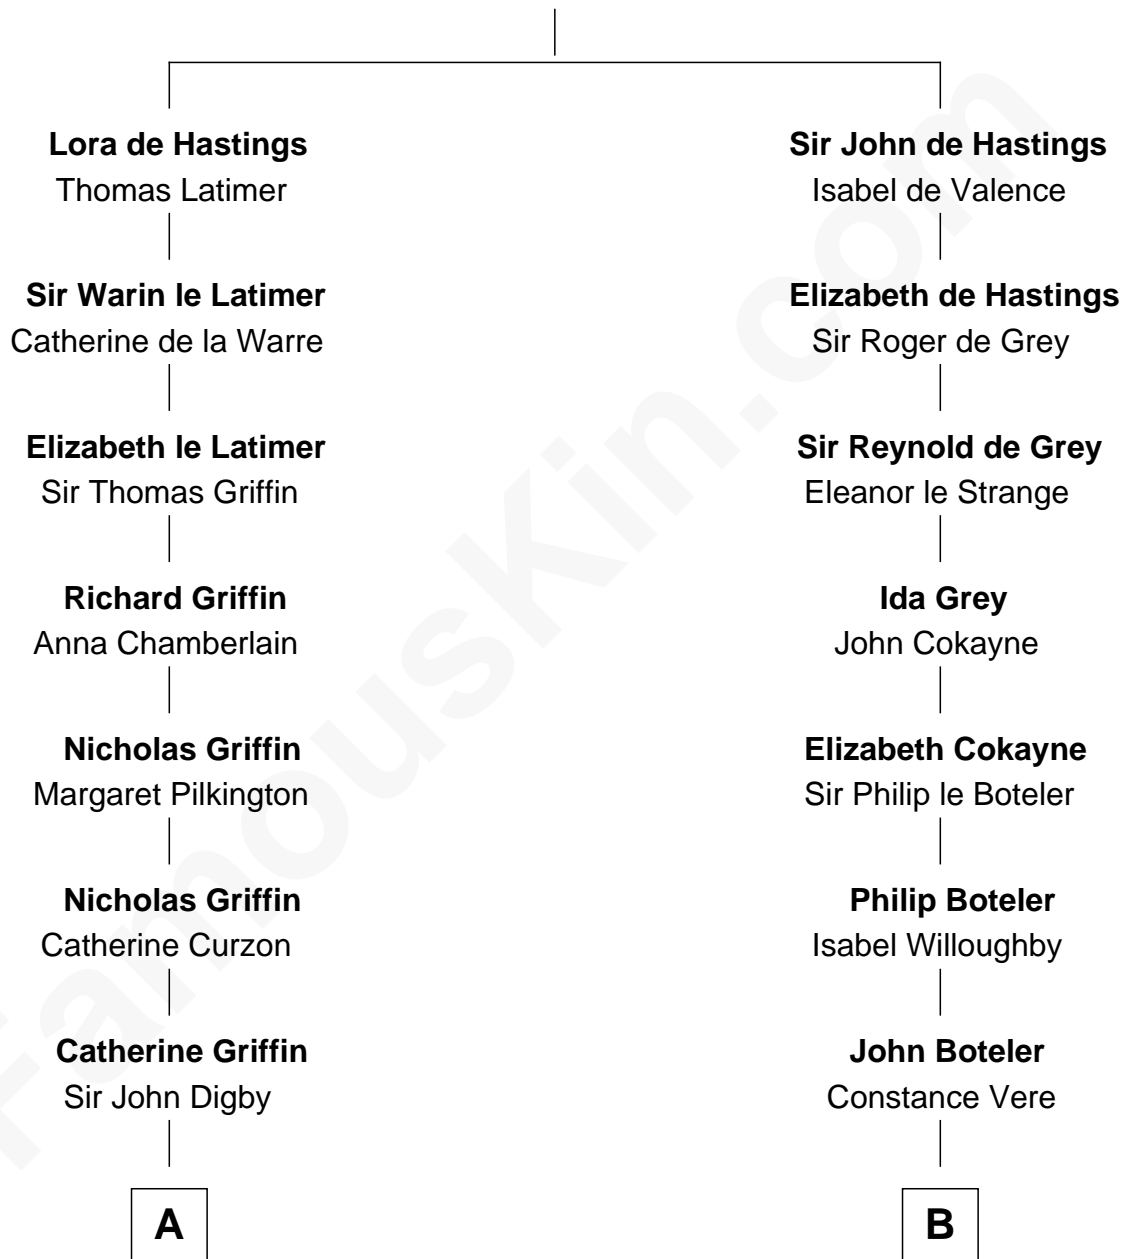 Lora de Hastings
Thomas Latimer
Sir Warin le Latimer
Catherine de la Warre
Elizabeth le Latimer
Sir Thomas Griffin
Richard Griffin
Anna Chamberlain
Nicholas Griffin
Margaret Pilkington
Nicholas Griffin
Catherine Curzon
Catherine Griffin
Sir John Digby
A
Sir John de Hastings
Isabel de Valence
Elizabeth de Hastings
Sir Roger de Grey
Sir Reynold de Grey
Eleanor le Strange
Ida Grey
John Cokayne
Elizabeth Cokayne
Sir Philip le Boteler
Philip Boteler
Isabel Willoughby
John Boteler
Constance Vere
B
FamousKin.com